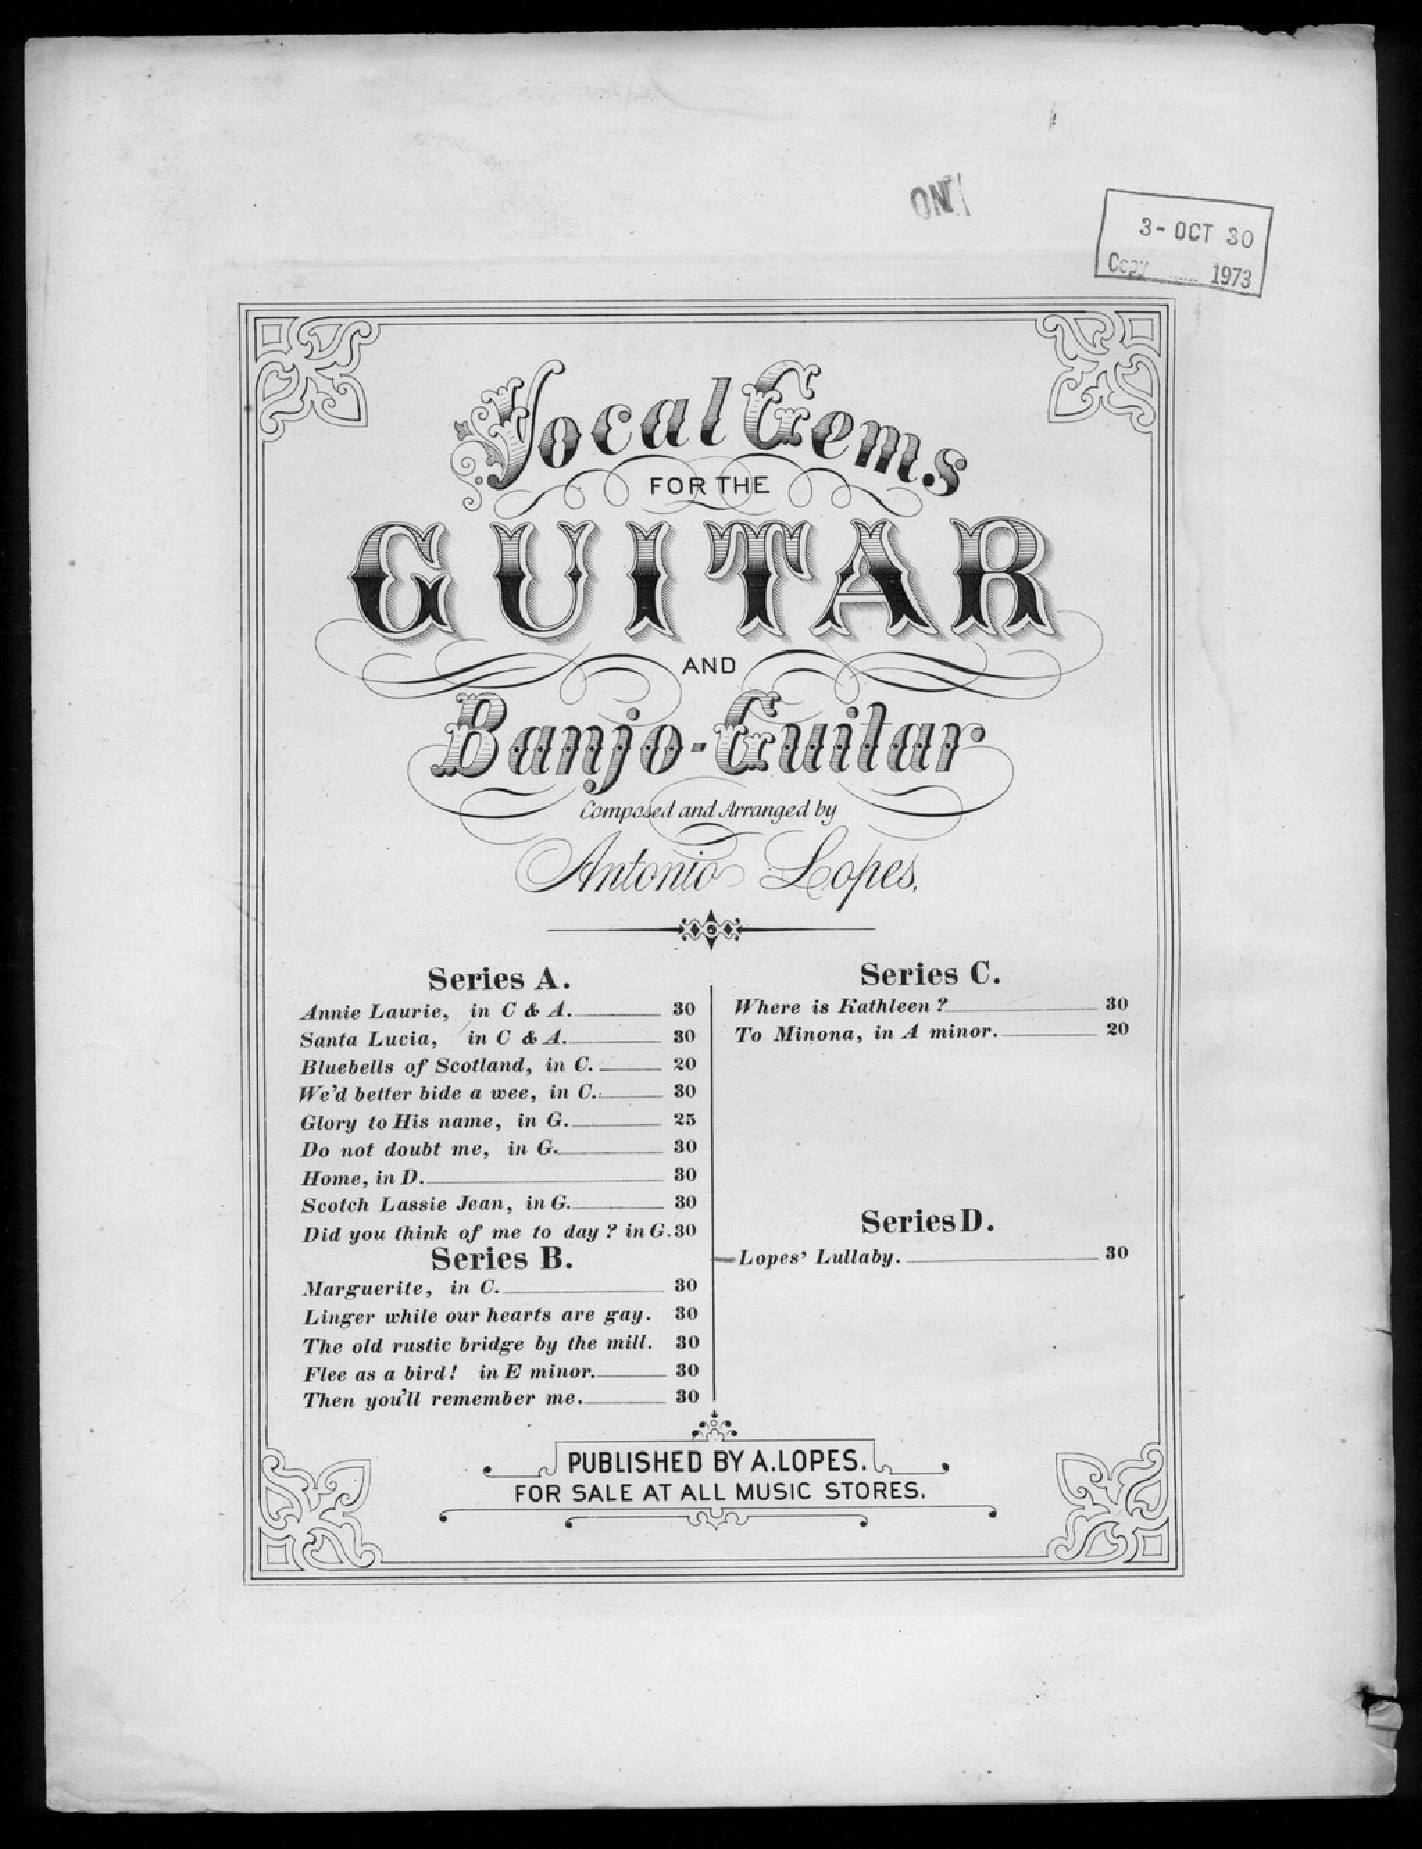 ON
3- OCT 30
Copy 1973
Vocal Gems
FOR THE
GUITAR
AND
Banjo-Guitar
Composed and Arranged by
Antonio Lopes,
Series A.
Annie Laurie, in C & A. 30
Santa Lucia, in C & A. 30
Bluebells of Scotland, in C. 20
We'd better bide a wee, in C. 30
Glory to His name, in G. 25
Do not doubt me, in G. 30
Home, in D. 30
Scotch Lassie Jean, in G. 30
Did you think of me to day? in G. 30
Series B.
Marguerite, in C. 30
Linger while our hearts are gay. 30
The old rustic bridge by the mill. 30
Flee as a bird! in E minor. 30
Then you'll remember me. 30
Series C.
Where is Kathleen? 30
To Minona, in A minor. 20
Series D.
Lopes' Lullaby. 30
PUBLISHED BY A. LOPES.
FOR SALE AT ALL MUSIC STORES.